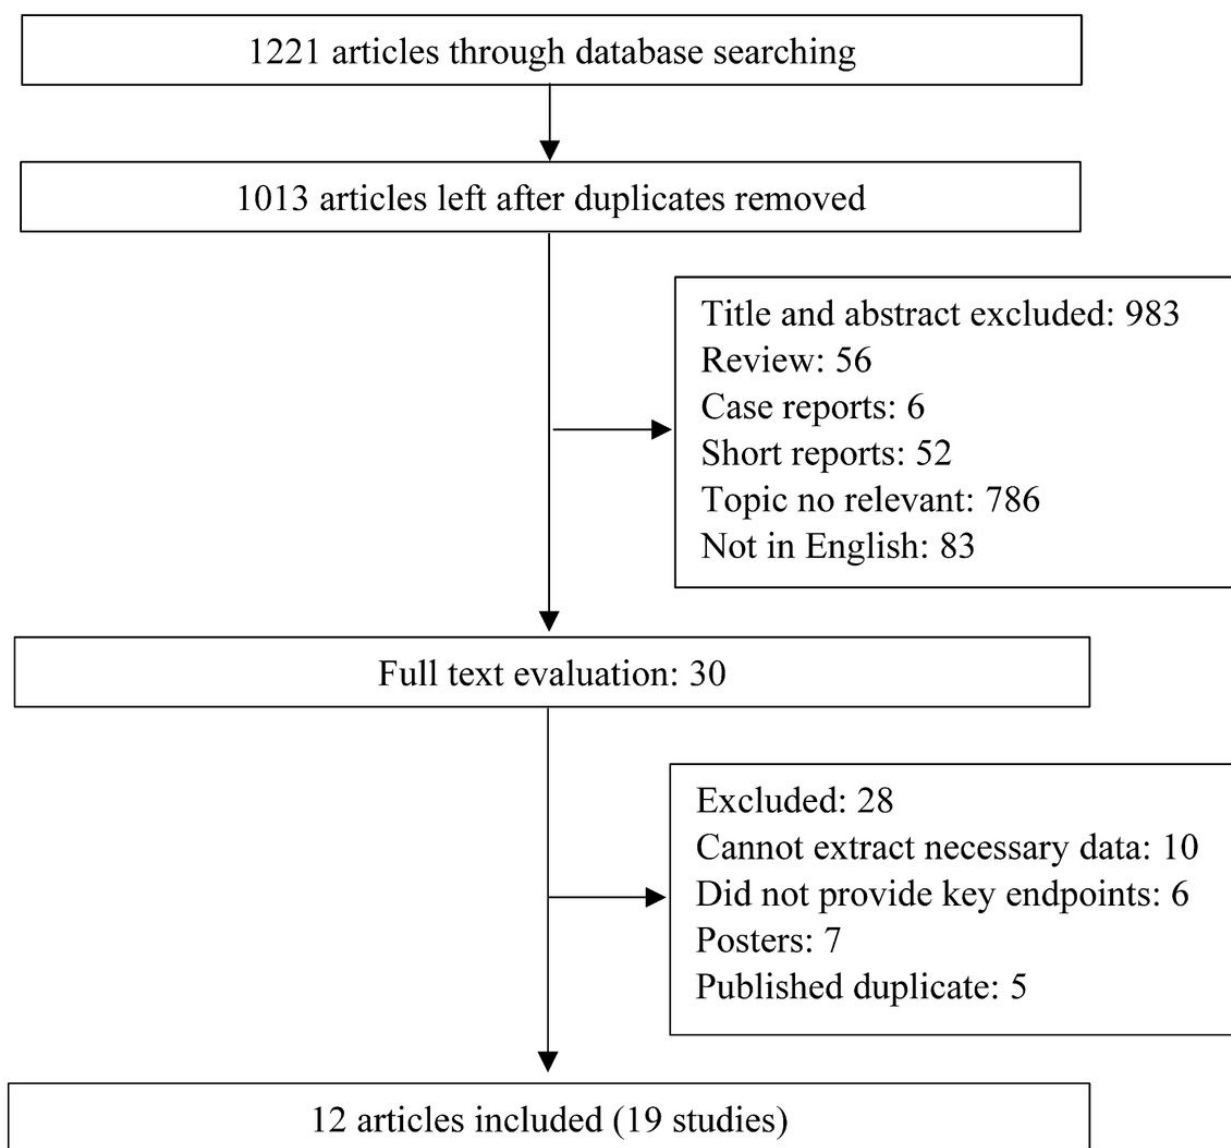 1221 articles through database searching
1013 articles left after duplicates removed
Title and abstract excluded: 983
Review: 56
Case reports: 6
Short reports: 52
Topic no relevant: 786
Not in English: 83
Full text evaluation: 30
Excluded: 28
Cannot extract necessary data: 10
Did not provide key endpoints: 6
Posters: 7
Published duplicate: 5
12 articles included (19 studies)